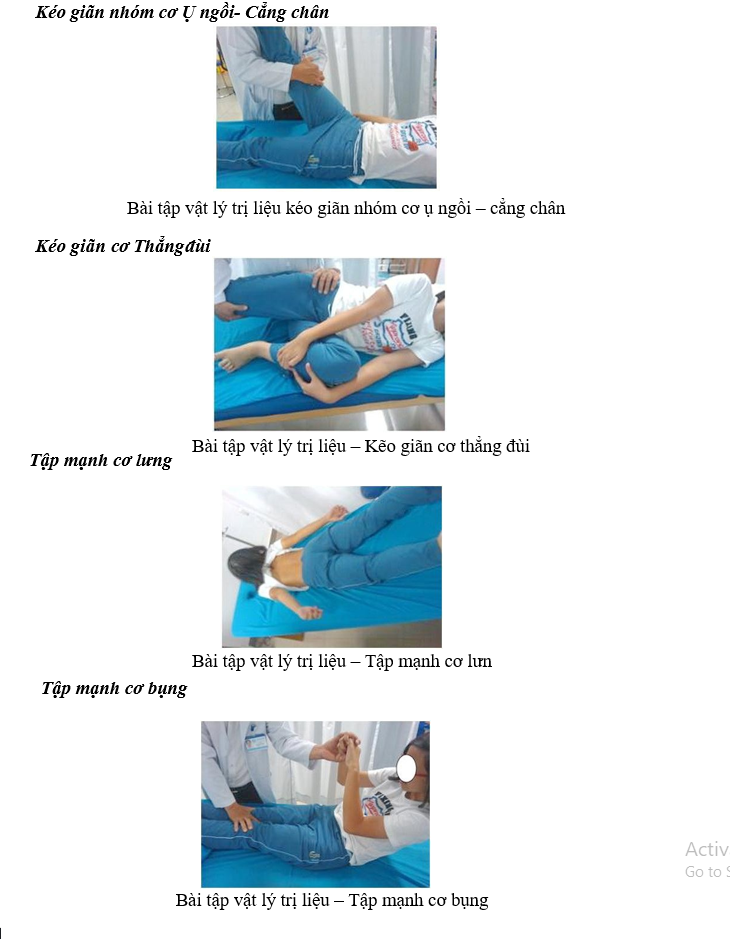 Kéo giãn nhóm cơ Ụ ngồi- Cẳng chân
Bài tập vật lý trị liệu kéo giãn nhóm cơ ụ ngồi – cẳng chân
Kéo giãn cơ Thẳngđùi
Bài tập vật lý trị liệu – Kẽo giãn cơ thẳng đùi
Tập mạnh cơ lưng
Bài tập vật lý trị liệu – Tập mạnh cơ lưn
Tập mạnh cơ bụng
Activ
Go to S
Bài tập vật lý trị liệu – Tập mạnh cơ bụng